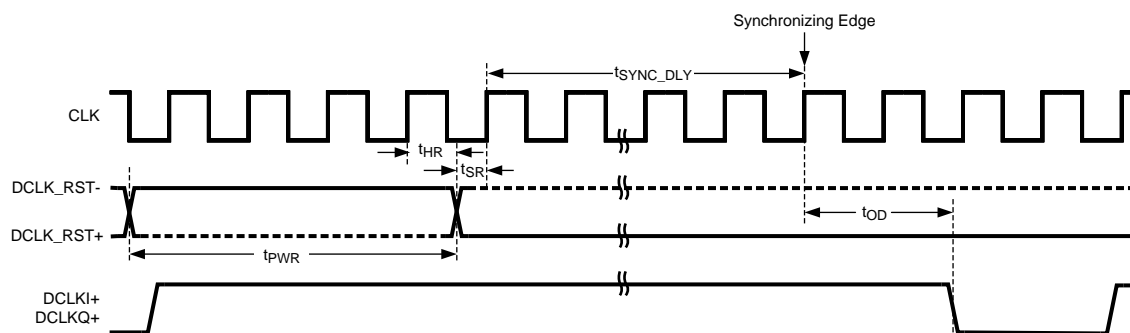 Synchronizing Edge
tSYNC_DLY
CLK
tHR
tSR
DCLK_RST-
tOD
DCLK_RST+
tPWR
DCLKI+
DCLKQ+